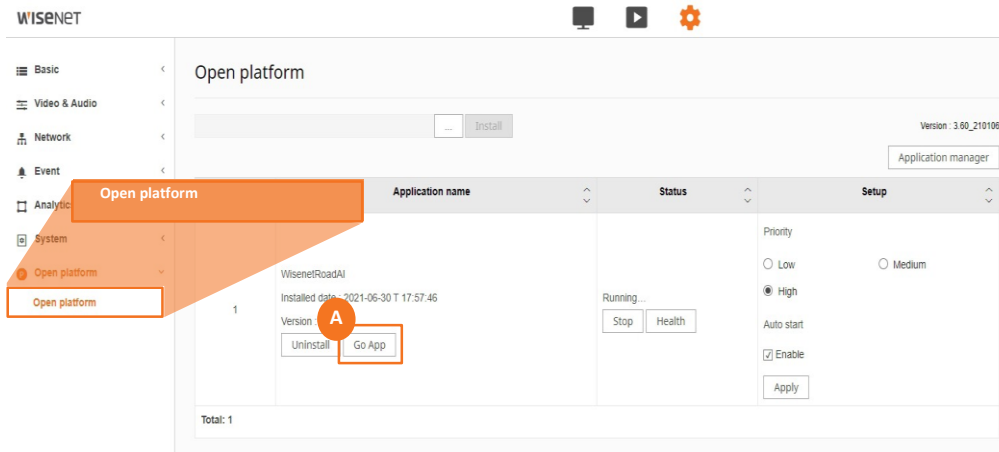 WISENET
Basic
Video & Audio
Network
Event
Analytic
System
Open platform
Open platform
Open platform
Open platform
... Install
Version : 3.60_210106
Application manager
Application name Status Setup
1
WisenetRoadAI
Installed date : 2021-06-30 T 17:57:46
Version :
A
Uninstall Go App
Running...
Stop Health
Priority
Low Medium
High
Auto start
Enable
Apply
Total: 1